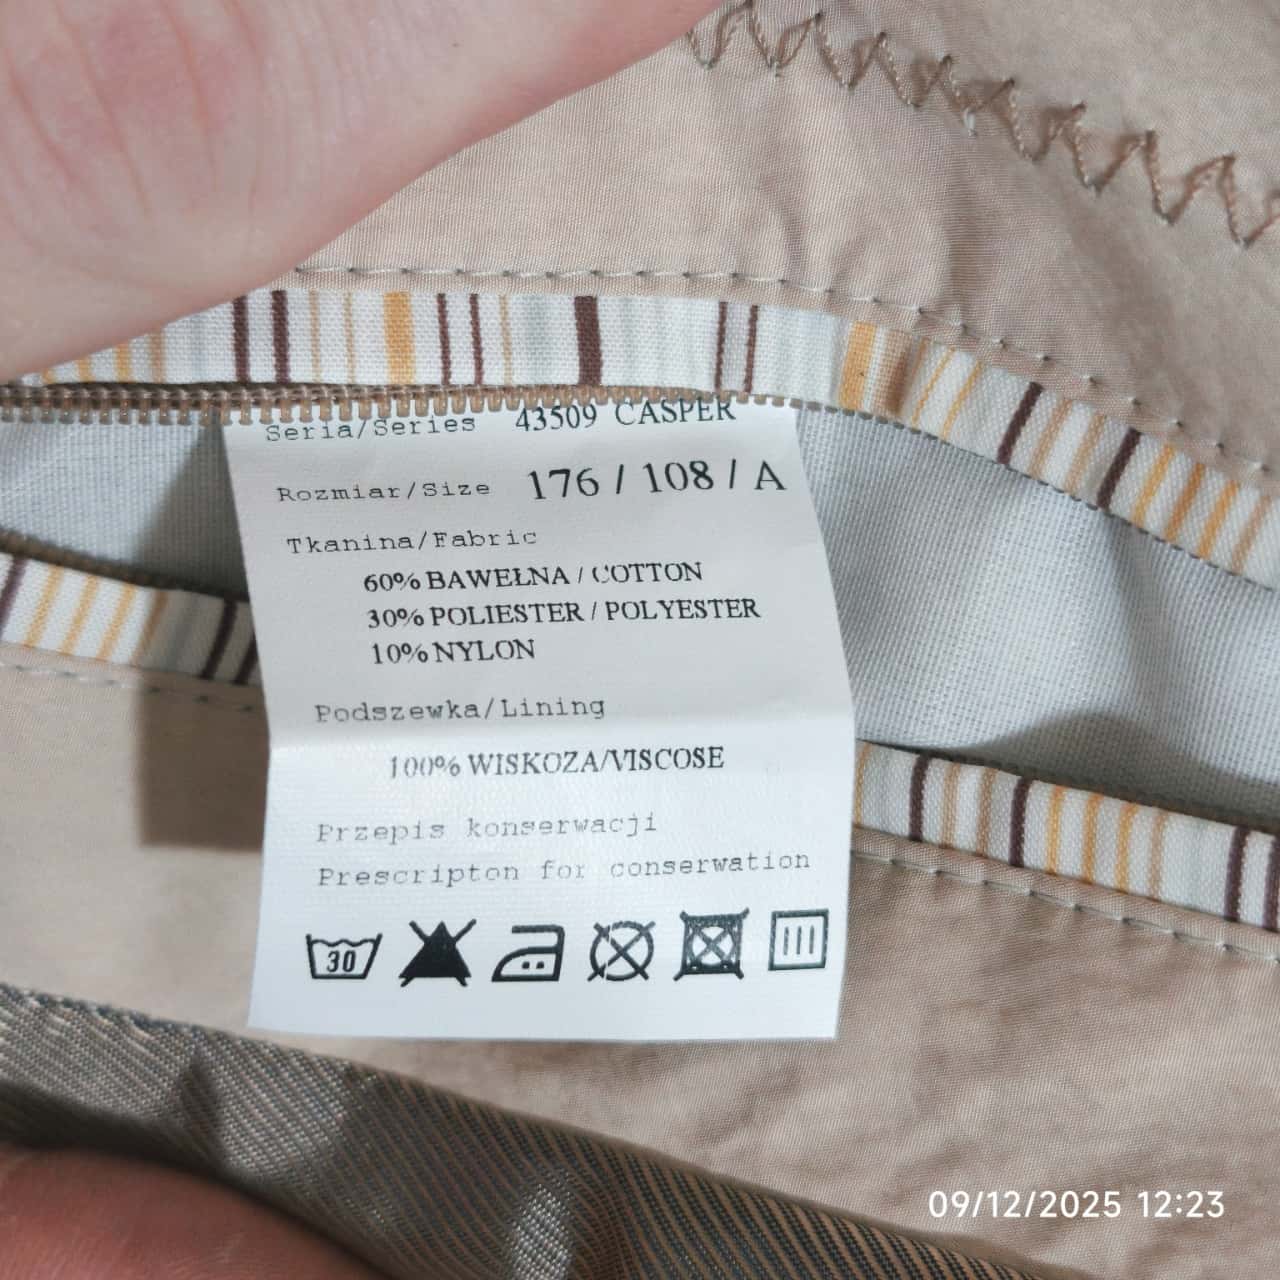 Seria/Series 43509 CASPER
Rozmiar/Size 176 / 108 / A
Tkanina/Fabric
60% BAWEŁNA / COTTON
30% POLIESTER / POLYESTER
10% NYLON
Podszewka/Lining
100% WISKOZA/VISCOSE
Przepis konserwacji
Prescripton for conserwation
30
09/12/2025 12:23